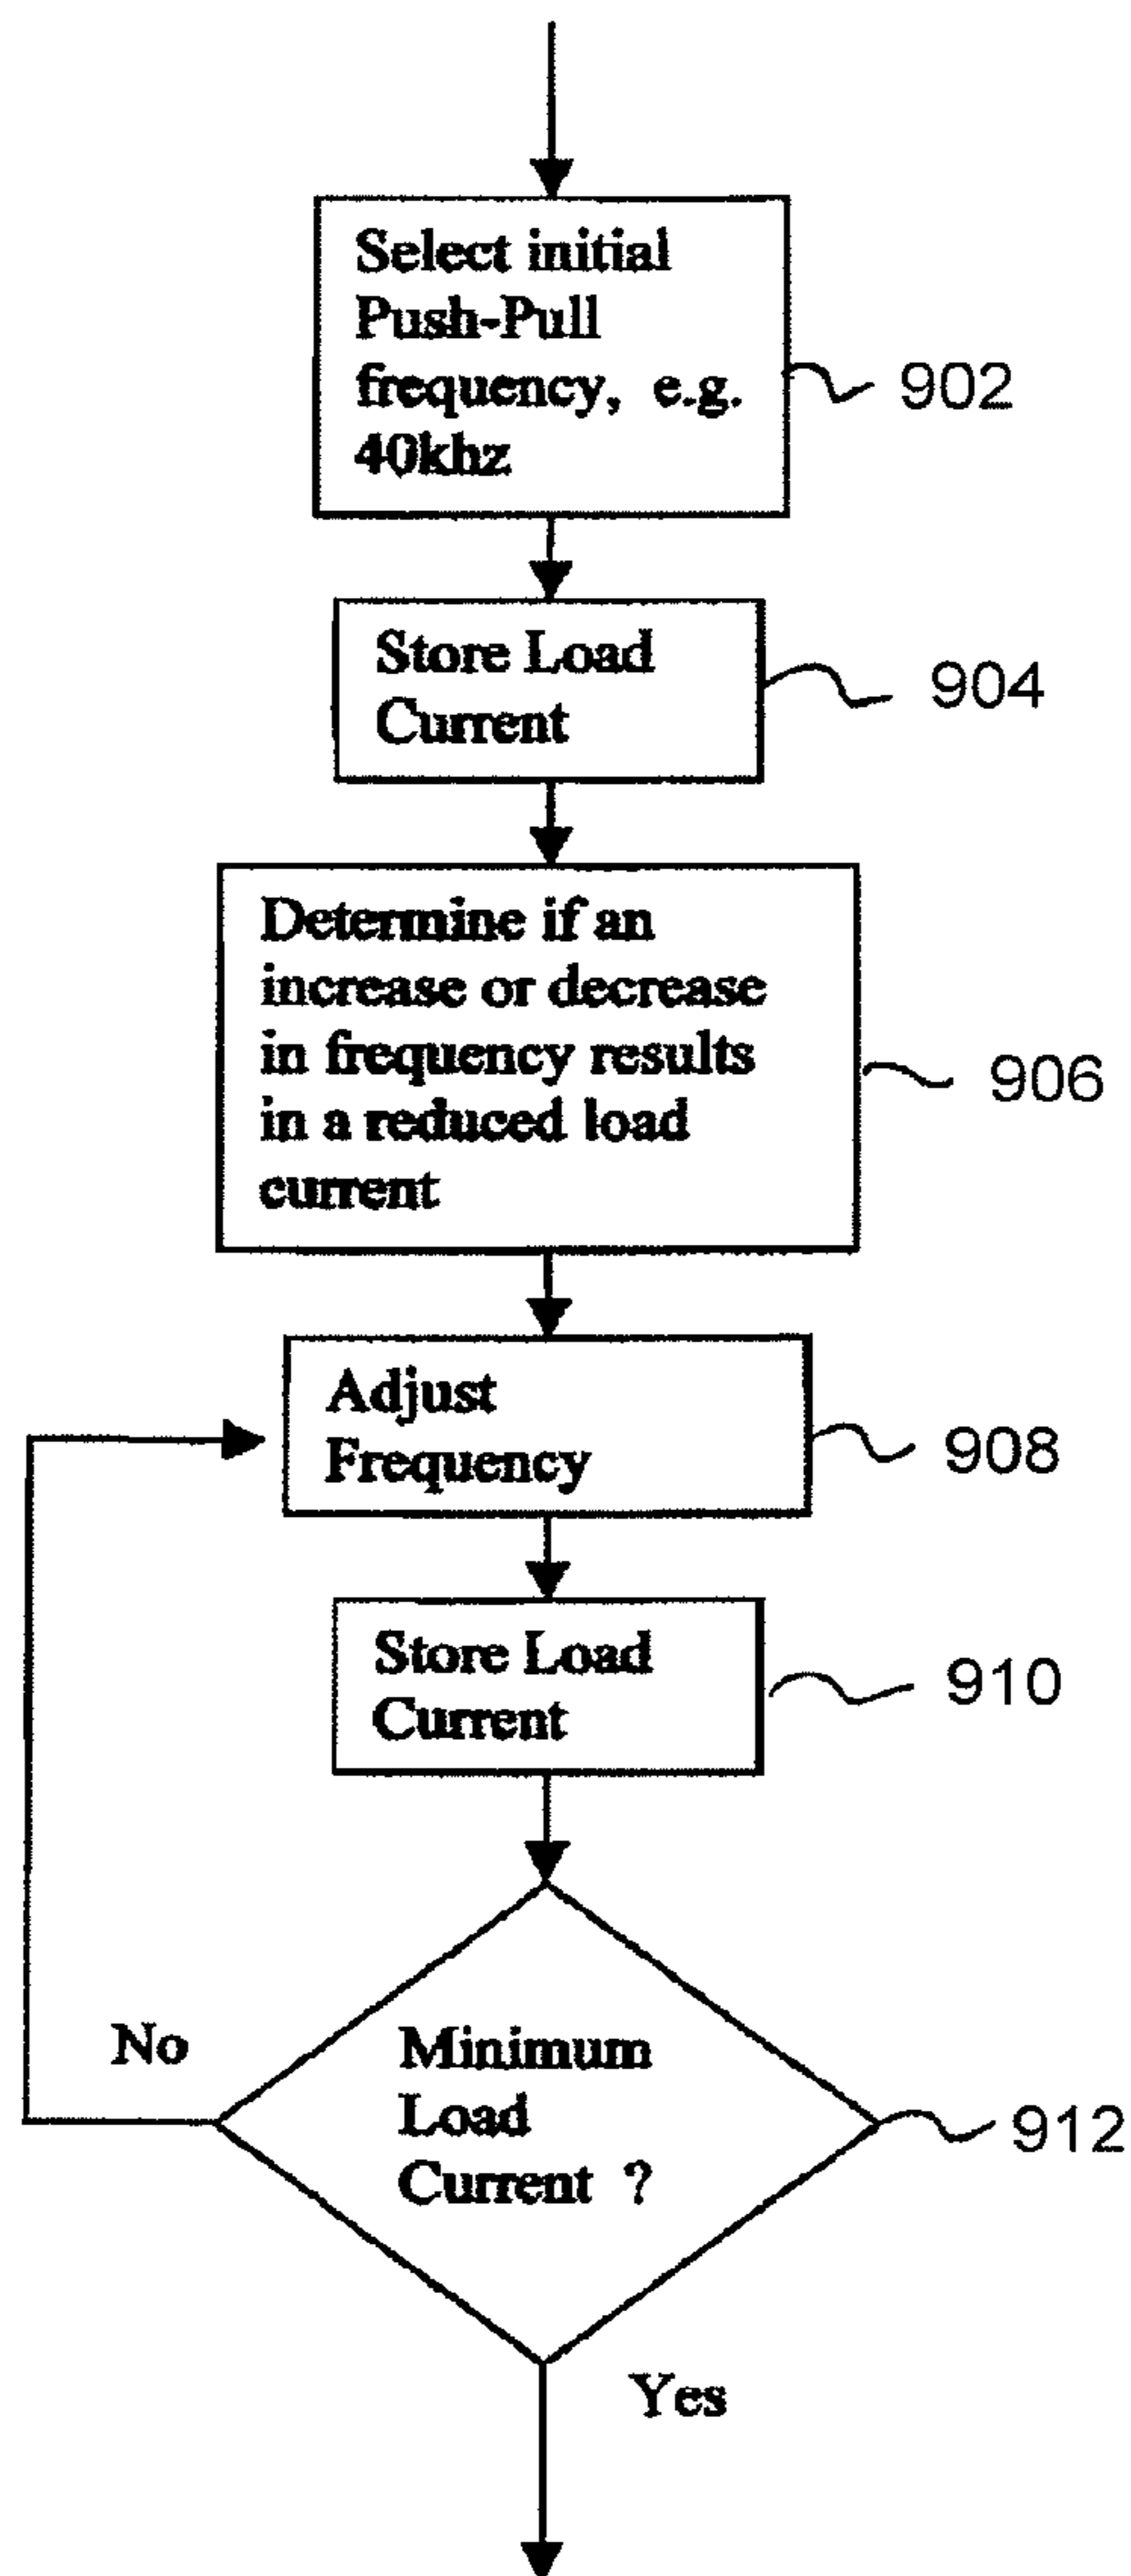 Select initial
Push-Pull
frequency, e.g.
40khz
902
Store Load
Current
904
Determine if an
increase or decrease
in frequency results
in a reduced load
current
906
Adjust
Frequency
908
Store Load
Current
910
No
Minimum
Load
Current ?
912
Yes